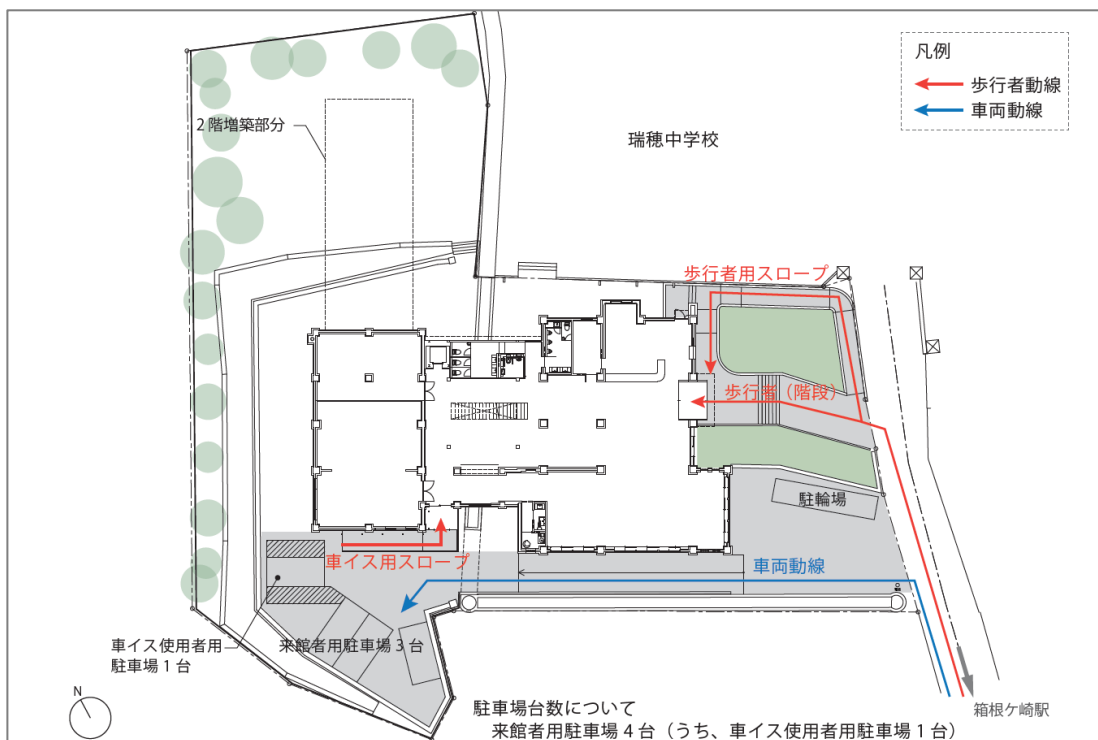 凡例
歩行者動線
車両動線
2階増築部分
瑞穂中学校
歩行者用スロープ
歩行者（階段）
駐輪場
車イス用スロープ
車両動線
車イス使用者用
駐車場1台
来館者用駐車場3台
N
箱根ケ崎駅
駐車場台数について
来館者用駐車場4台（うち、車イス使用者用駐車場1台）